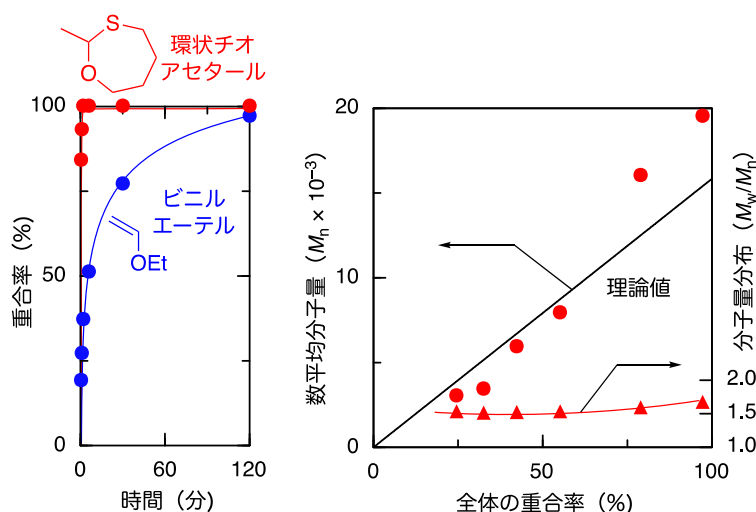 S
O
環状チオ
アセタール
100
50
0
重合率（%）
ビニル
エーテル
OEt
0
60
120
時間（分）
20
10
0
数平均分子量（Mn × 10−3）
理論値
2.0
1.5
1.0
分子量分布（Mw/Mn）
0
50
100
全体の重合率（%）